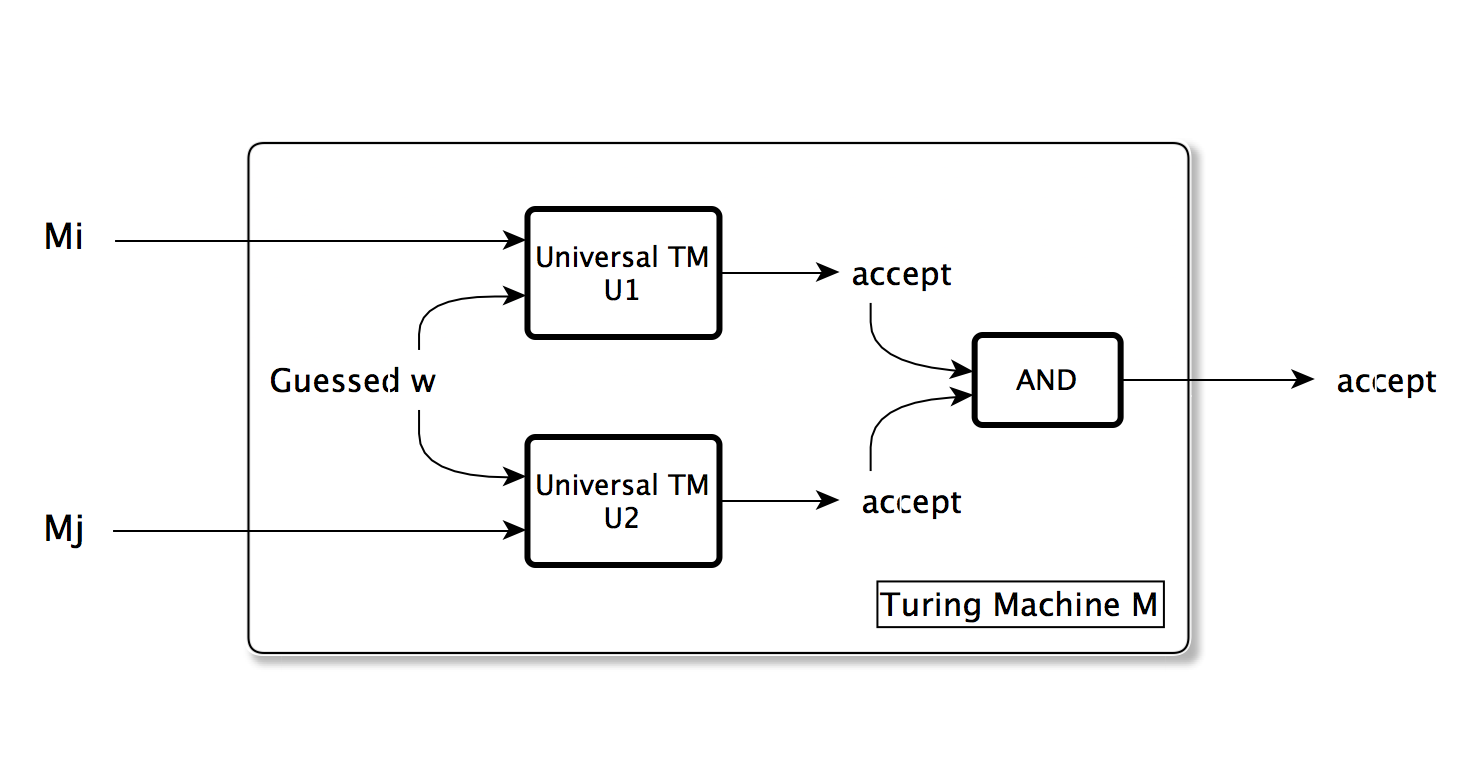 Mi
Universal TM
U1
accept
Guessed w
AND
accept
Universal TM
U2
accept
Mj
Turing Machine M